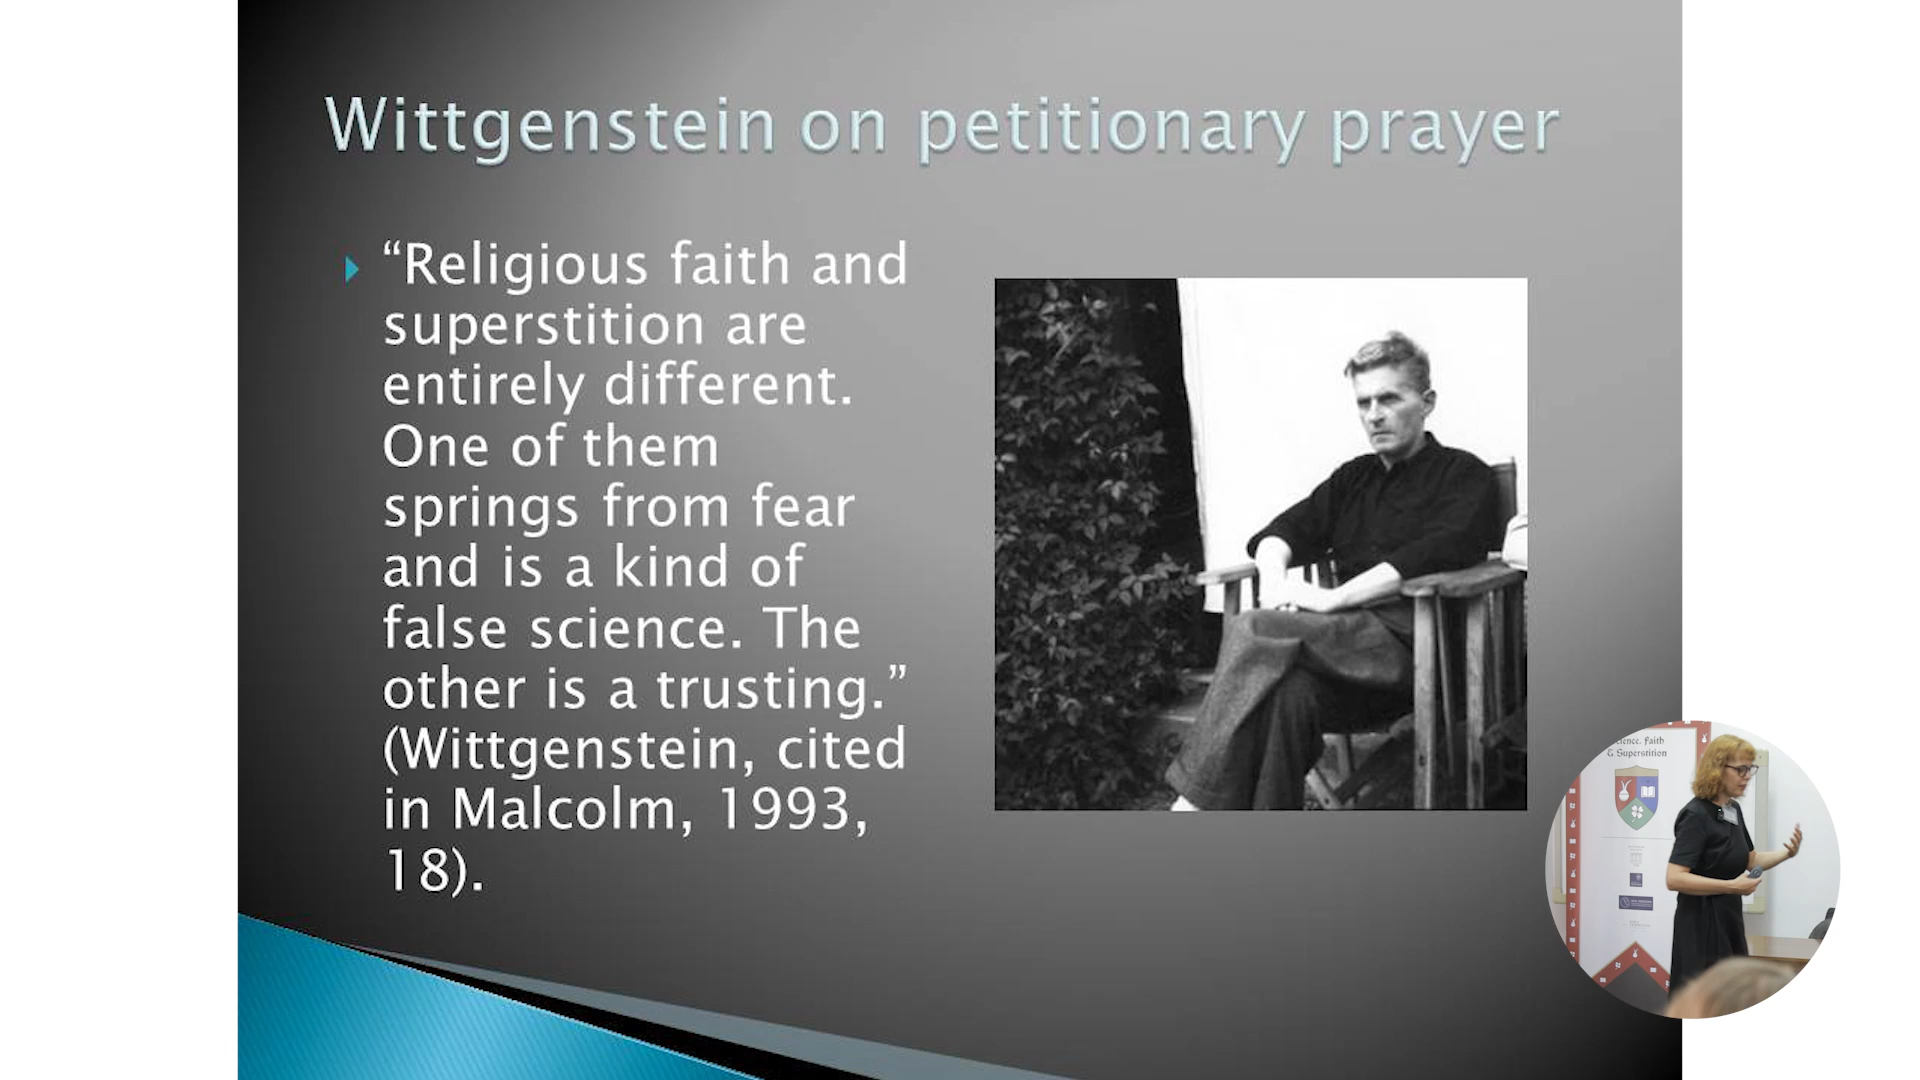 Wittgenstein on petitionary prayer
“Religious faith and
superstition are
entirely different.
One of them
springs from fear
and is a kind of
false science. The
other is a trusting.”
(Wittgenstein, cited
in Malcolm, 1993,
18).
Faith
& Superstition